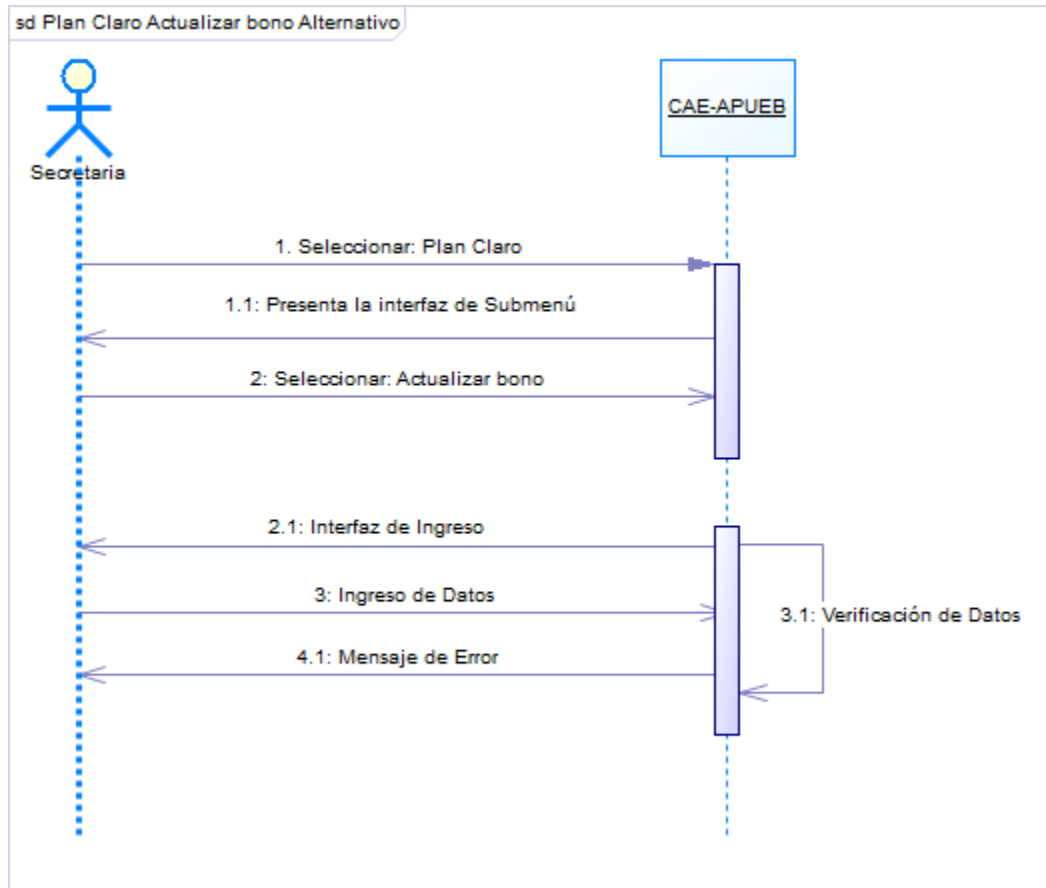 sd Plan Claro Actualizar bono Alternativo
CAE-APUEB
Secretaria
1. Seleccionar: Plan Claro
1.1: Presenta la interfaz de Submenú
2: Seleccionar: Actualizar bono
2.1: Interfaz de Ingreso
3: Ingreso de Datos
3.1: Verificación de Datos
4.1: Mensaje de Error